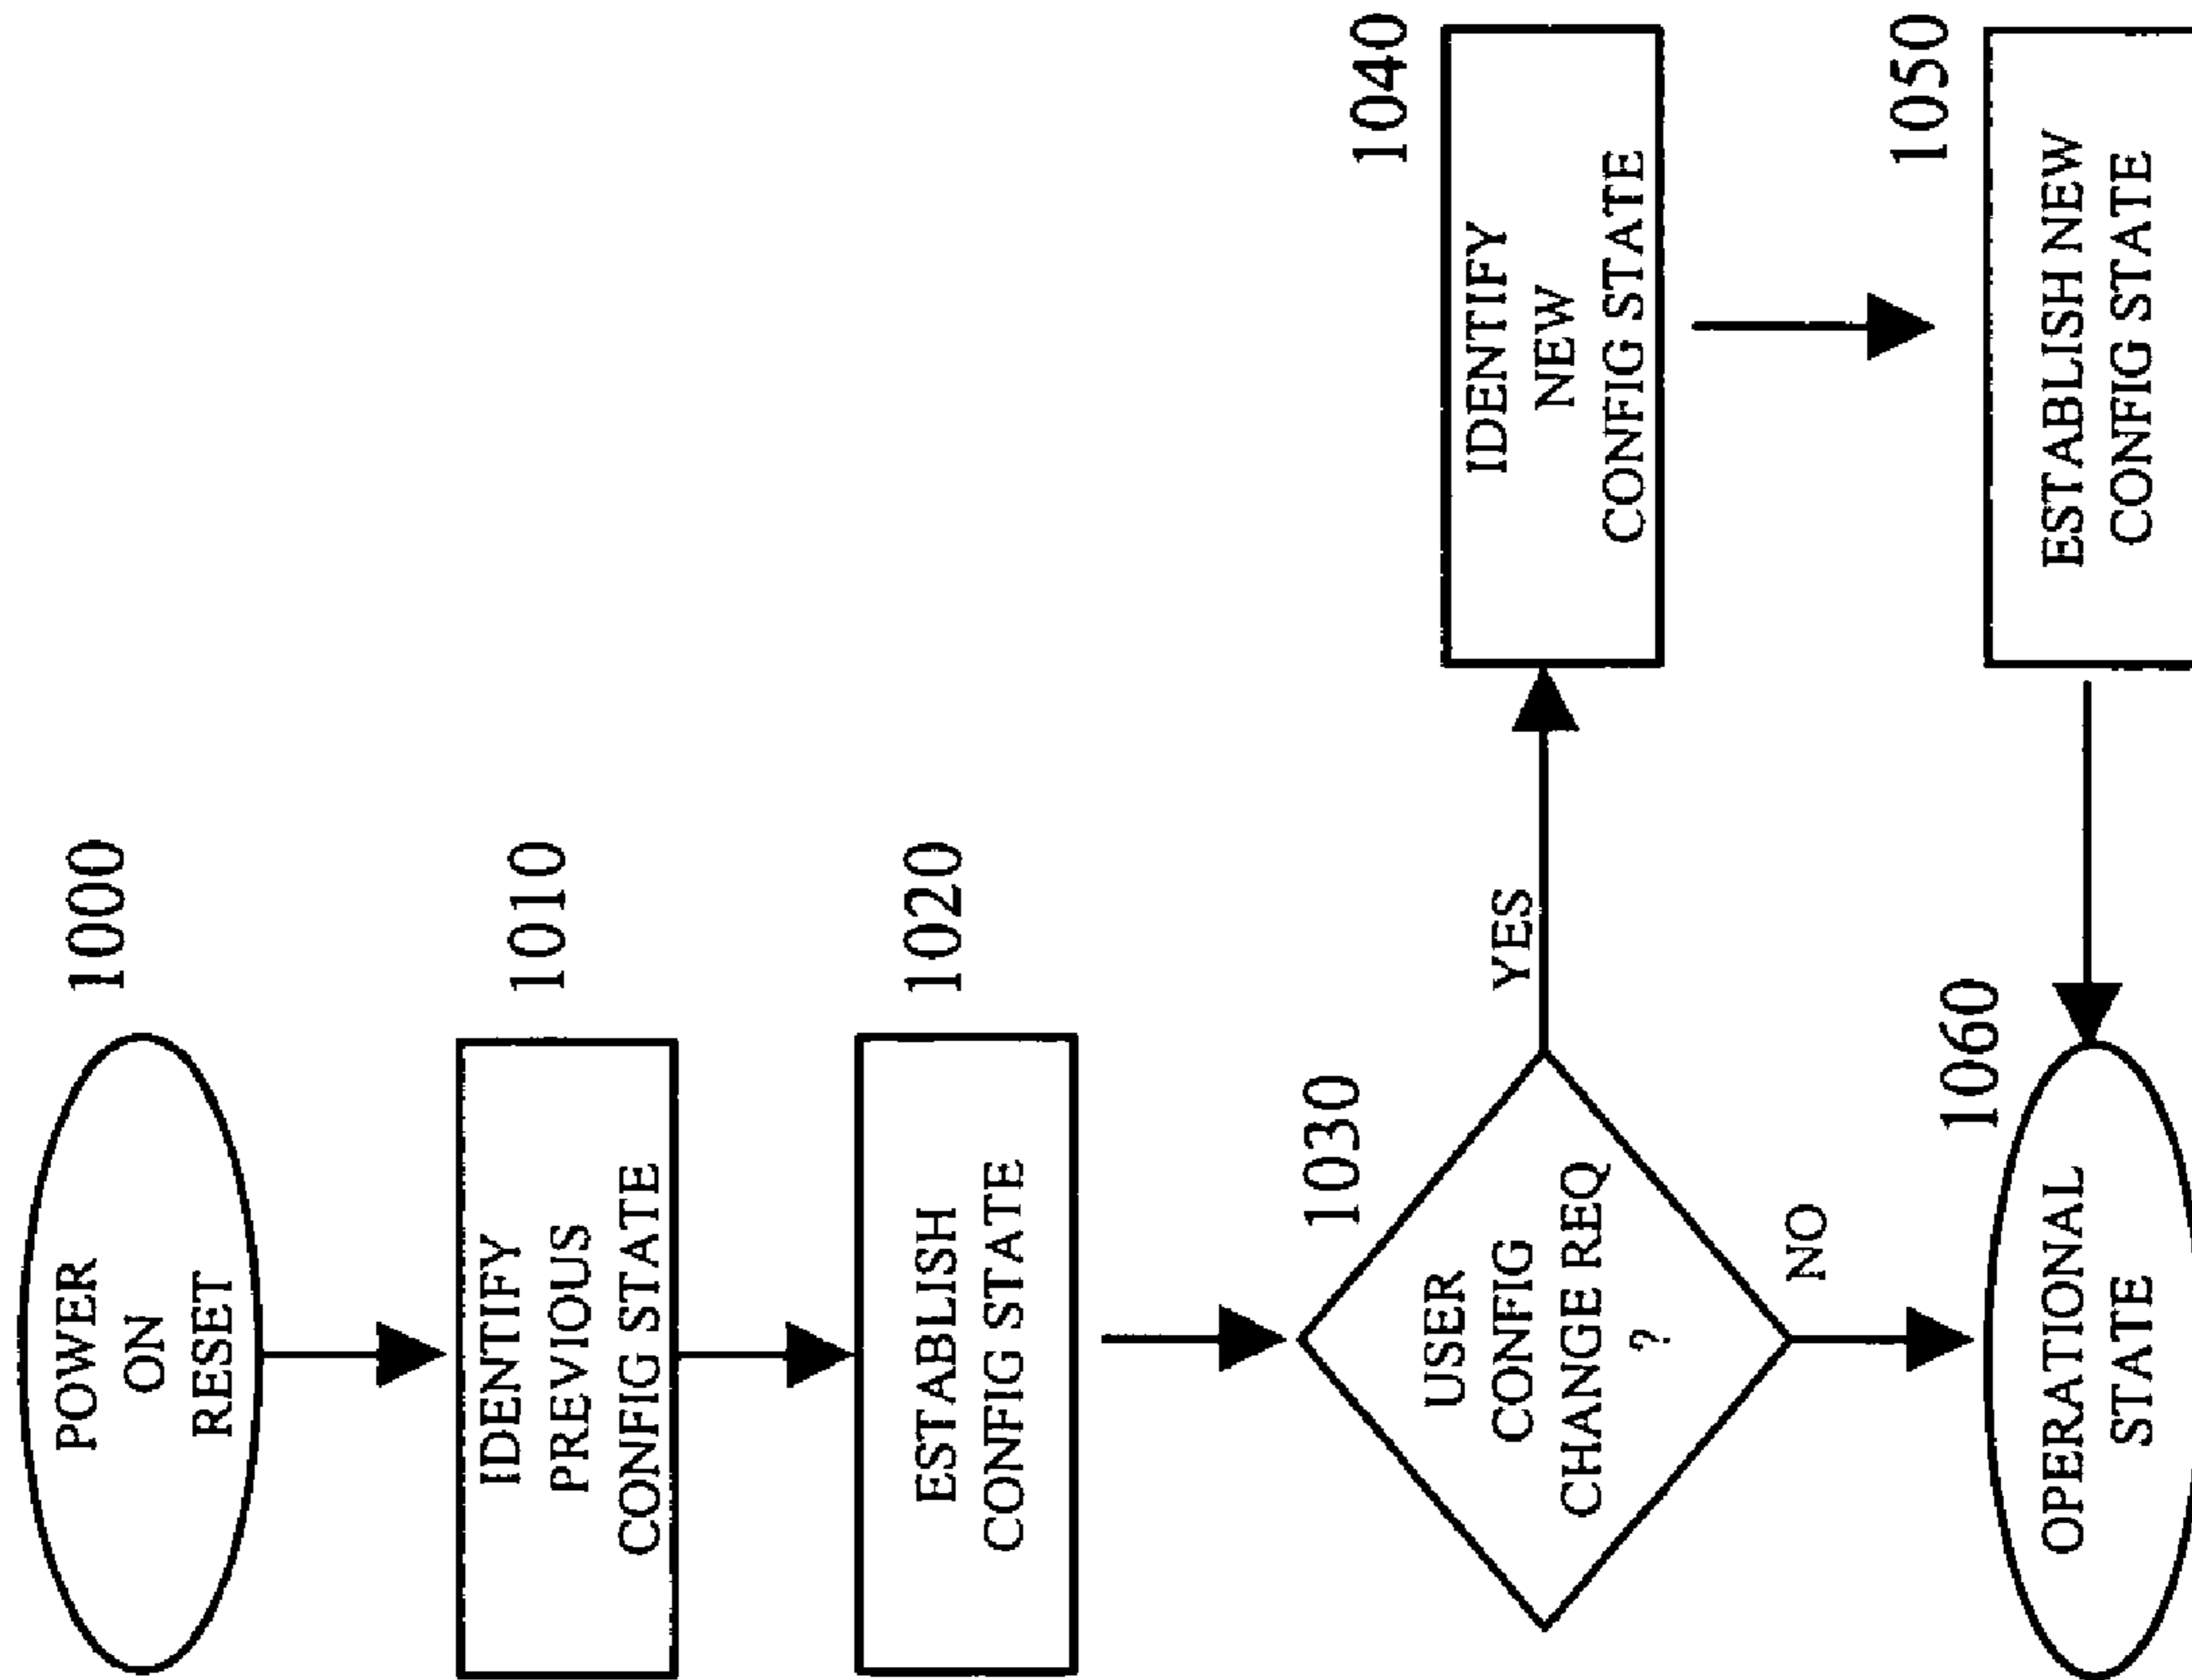 1000
POWER
ON
RESET
1010
IDENTIFY
PREVIOUS
CONFIG STATE
1020
ESTABLISH
CONFIG STATE
1030
USER
CONFIG
CHANGE REQ
?
YES
NO
1040
IDENTIFY
NEW
CONFIG STATE
1050
ESTABLISH NEW
CONFIG STATE
1060
OPERATIONAL
STATE